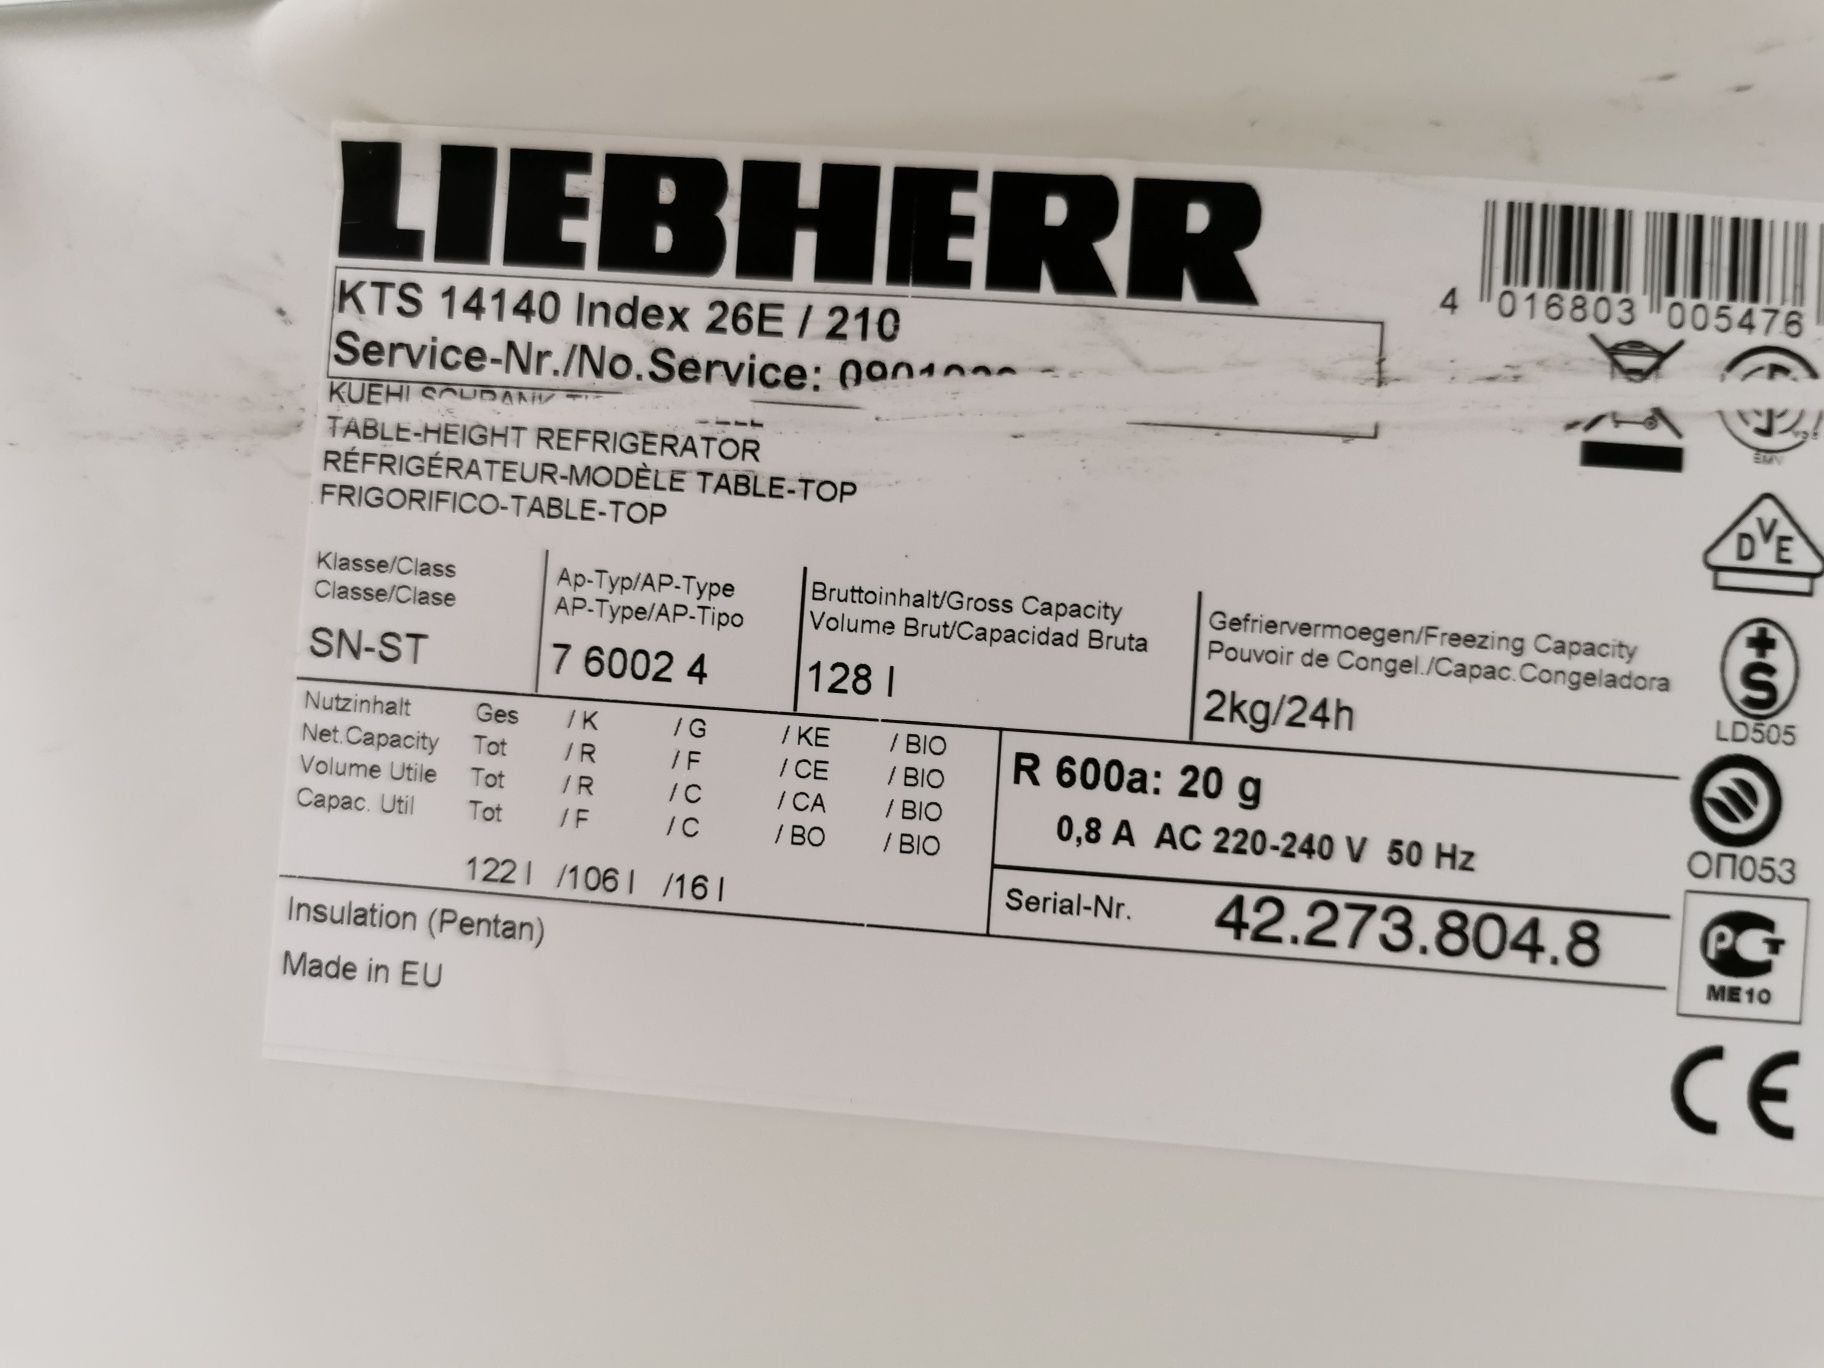 LIEBHERR
KTS 14140 Index 26E / 210
Service-Nr./No.Service:
4 016803 005476
TABLE-HEIGHT REFRIGERATOR
RÉFRIGÉRATEUR-MODÈLE TABLE-TOP
FRIGORIFICO-TABLE-TOP
EMV
DVE
Klasse/Class
Classe/Clase
SN-ST
Ap-Typ/AP-Type
AP-Type/AP-Tipo
7 6002 4
Bruttoinhalt/Gross Capacity
Volume Brut/Capacidad Bruta
128 l
Gefriervermoegen/Freezing Capacity
Pouvoir de Congel./Capac.Congeladora
2kg/24h
+S
LD505
Nutzinhalt Ges / K / G / KE / BIO
Net.Capacity Tot / R / F / CE / BIO
Volume Utile Tot / R / C / CA / BIO
Capac. Util Tot / F / C / BO / BIO
122 l /106 l /16 l
R 600a: 20 g
0,8 A AC 220-240 V 50 Hz
ОП053
Serial-Nr. 42.273.804.8
PCT
ME10
Insulation (Pentan)
Made in EU
CE